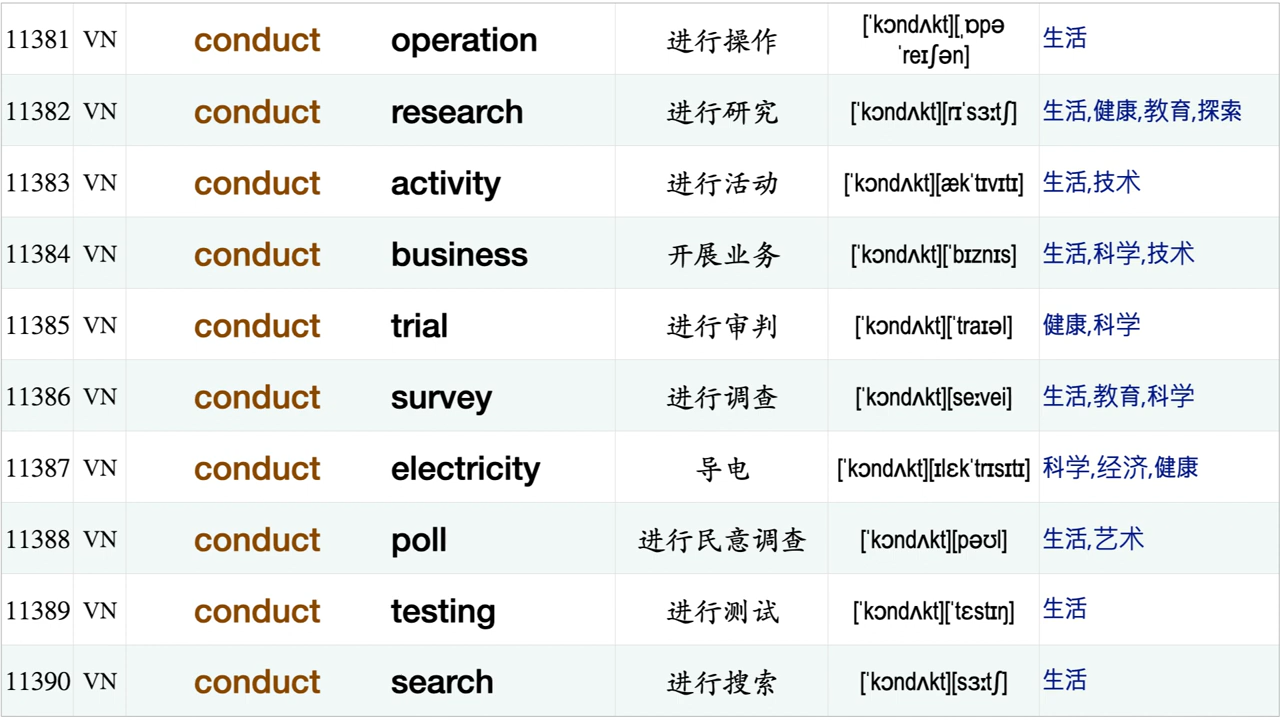 11381 VN conduct operation 进行操作 [ˈkɔndʌkt][ˌɒpəˈreɪʃən] 生活
11382 VN conduct research 进行研究 [ˈkɔndʌkt][rɪˈsɜːtʃ] 生活,健康,教育,探索
11383 VN conduct activity 进行活动 [ˈkɔndʌkt][ækˈtɪvɪtɪ] 生活,技术
11384 VN conduct business 开展业务 [ˈkɔndʌkt][ˈbɪznɪs] 生活,科学,技术
11385 VN conduct trial 进行审判 [ˈkɔndʌkt][ˈtraɪəl] 健康,科学
11386 VN conduct survey 进行调查 [ˈkɔndʌkt][seːvei] 生活,教育,科学
11387 VN conduct electricity 导电 [ˈkɔndʌkt][ɪlɛkˈtrɪsɪtɪ] 科学,经济,健康
11388 VN conduct poll 进行民意调查 [ˈkɔndʌkt][pəʊl] 生活,艺术
11389 VN conduct testing 进行测试 [ˈkɔndʌkt][ˈtɛstɪŋ] 生活
11390 VN conduct search 进行搜索 [ˈkɔndʌkt][sɜːtʃ] 生活